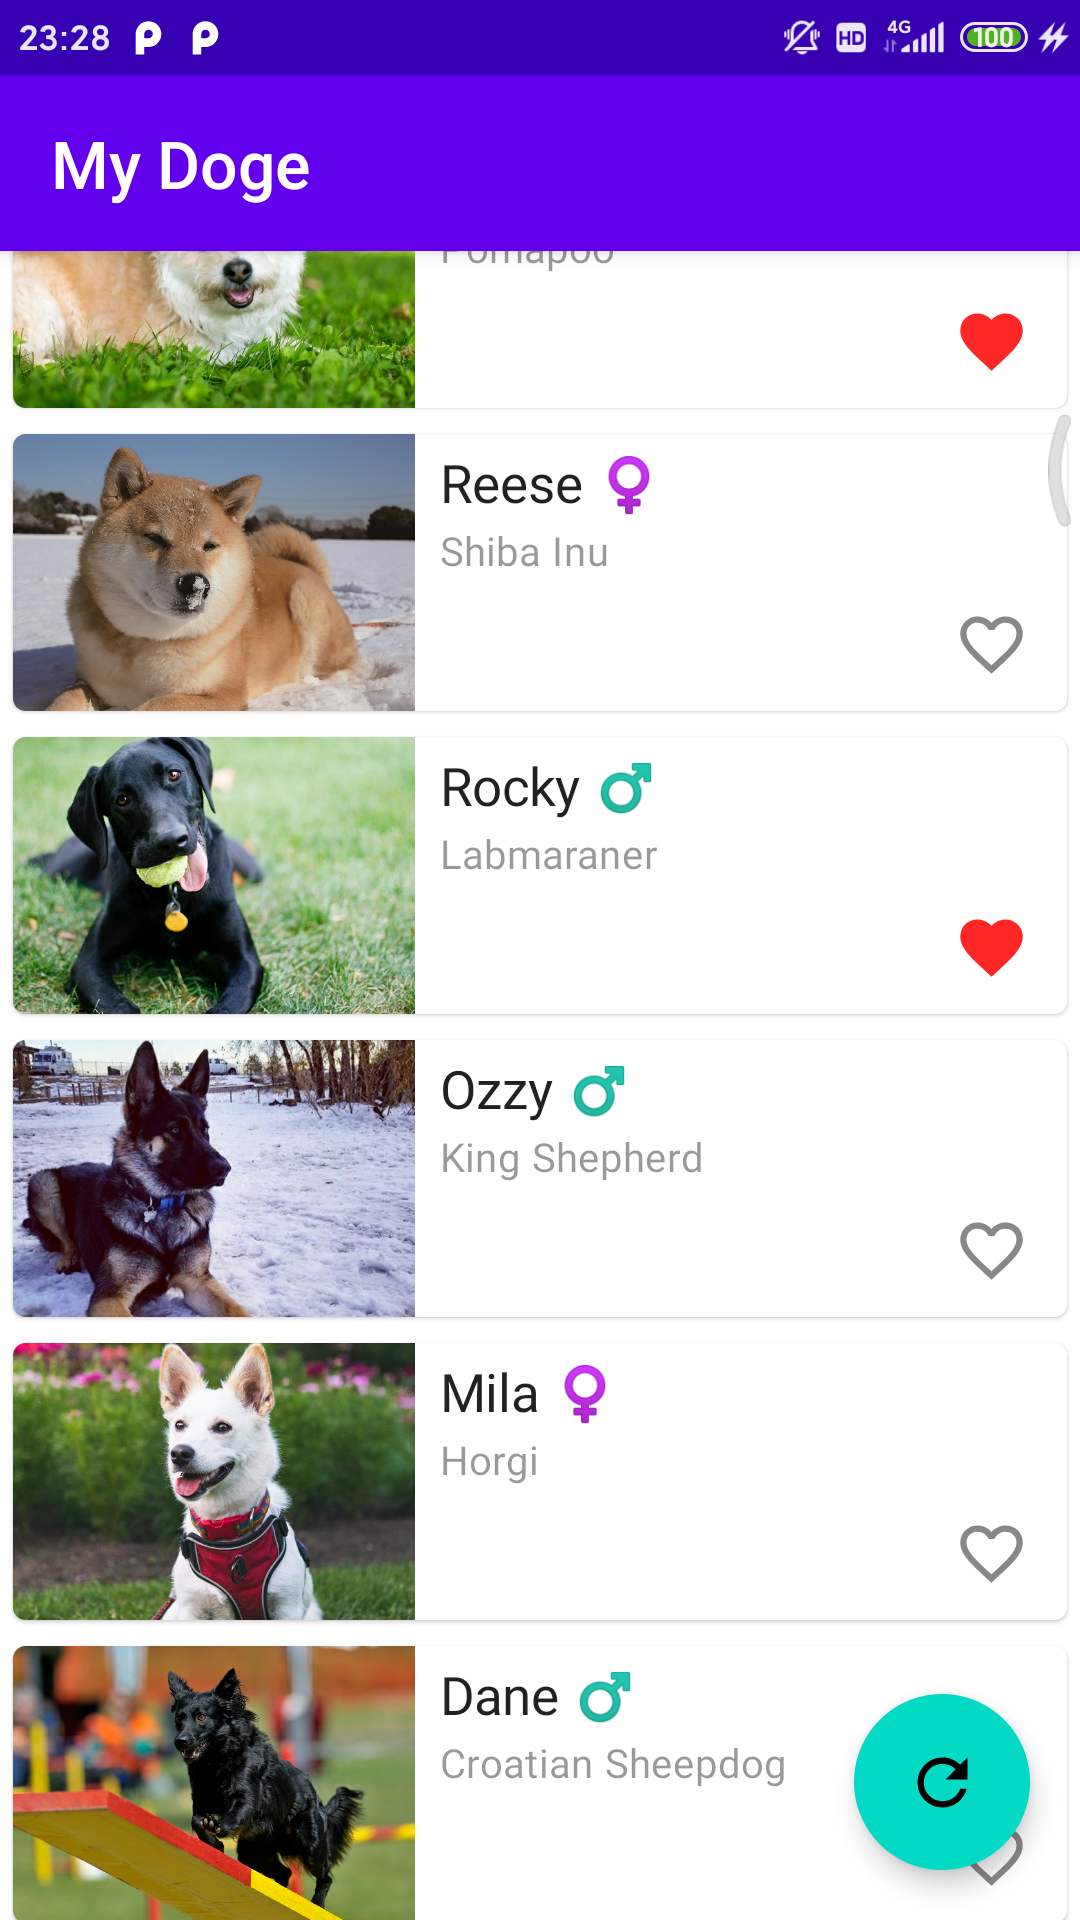 23:28 HD 4G 100
My Doge
Pomapoo
Reese
Shiba Inu
Rocky
Labmaraner
Ozzy
King Shepherd
Mila
Horgi
Dane
Croatian Sheepdog